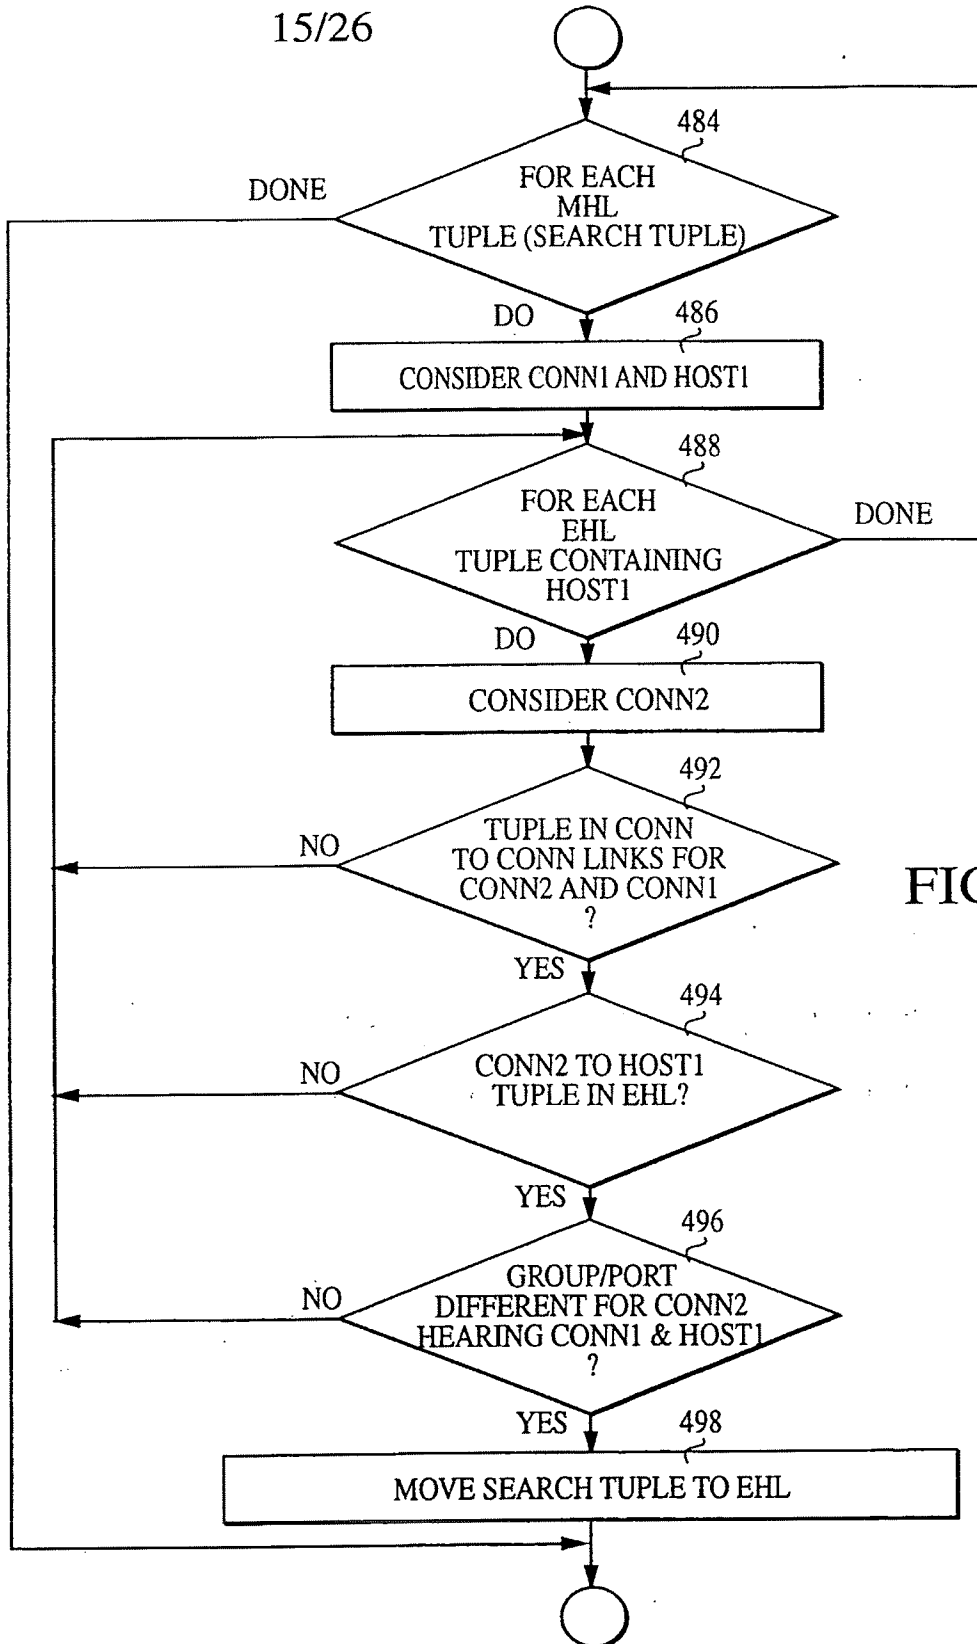 15/26
484
DONE
FOR EACH
MHL
TUPLE (SEARCH TUPLE)
DO
486
CONSIDER CONN1 AND HOST1
488
FOR EACH
EHL
TUPLE CONTAINING
HOST1
DONE
DO
490
CONSIDER CONN2
492
NO
TUPLE IN CONN
TO CONN LINKS FOR
CONN2 AND CONN1
?
FIG
YES
494
NO
CONN2 TO HOST1
TUPLE IN EHL?
YES
496
NO
GROUP/PORT
DIFFERENT FOR CONN2
HEARING CONN1 & HOST1
?
YES
498
MOVE SEARCH TUPLE TO EHL